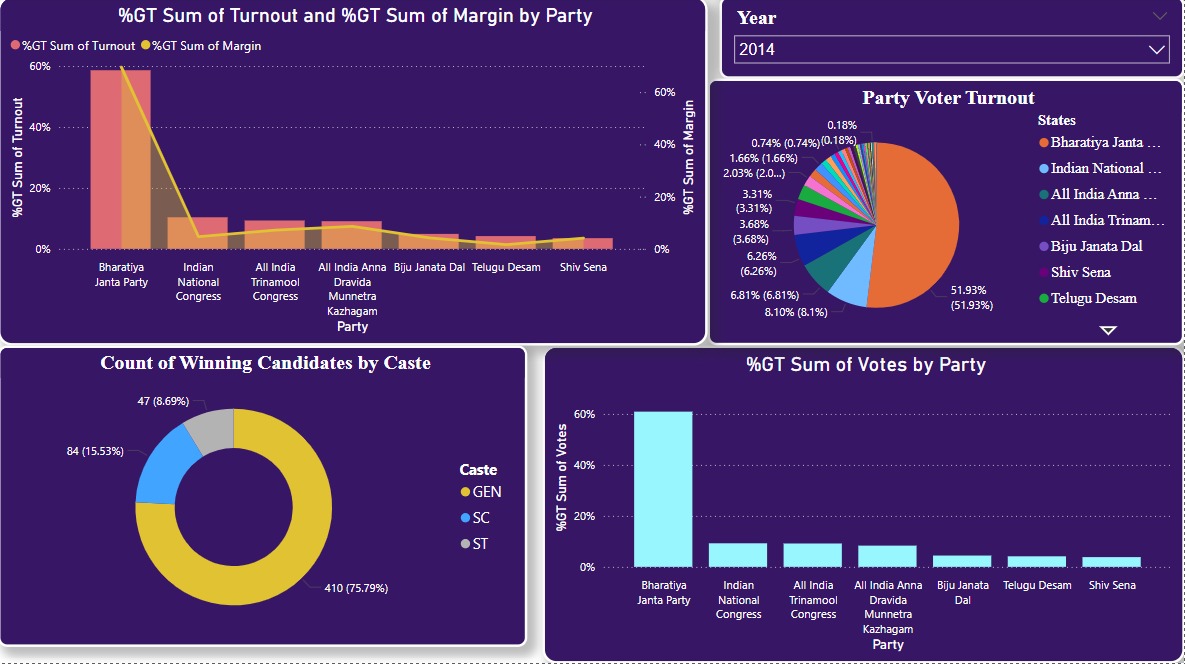 %GT Sum of Turnout and %GT Sum of Margin by Party
%GT Sum of Turnout %GT Sum of Margin
%GT Sum of Turnout
60%
40%
20%
0%
%GT Sum of Margin
60%
40%
20%
0%
Bharatiya
Janta Party
Indian
National
Congress
All India
Trinamool
Congress
All India Anna
Dravida
Munnetra
Kazhagam
Biju Janata Dal
Telugu Desam
Shiv Sena
Party
Year
2014
Party Voter Turnout
0.18%
(0.18%)
0.74% (0.74%)
1.66% (1.66%)
2.03% (2.0...)
3.31%
(3.31%)
3.68%
(3.68%)
6.26%
(6.26%)
6.81% (6.81%)
8.10% (8.1%)
51.93%
(51.93%)
States
Bharatiya Janta ...
Indian National ...
All India Anna ...
All India Trinam...
Biju Janata Dal
Shiv Sena
Telugu Desam
Count of Winning Candidates by Caste
47 (8.69%)
84 (15.53%)
410 (75.79%)
Caste
GEN
SC
ST
%GT Sum of Votes by Party
%GT Sum of Votes
60%
40%
20%
0%
Bharatiya
Janta Party
Indian
National
Congress
All India
Trinamool
Congress
All India Anna
Dravida
Munnetra
Kazhagam
Biju Janata
Dal
Telugu Desam
Shiv Sena
Party